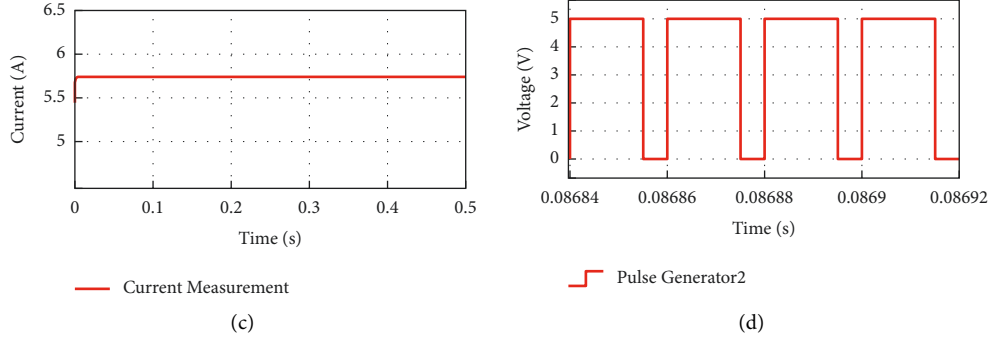 6.5
6
5.5
5
Current (A)
0
0.1
0.2
0.3
0.4
0.5
Time (s)
Current Measurement
(c)
5
4
3
2
1
0
Voltage (V)
0.08684
0.08686
0.08688
0.0869
0.08692
Time (s)
Pulse Generator2
(d)